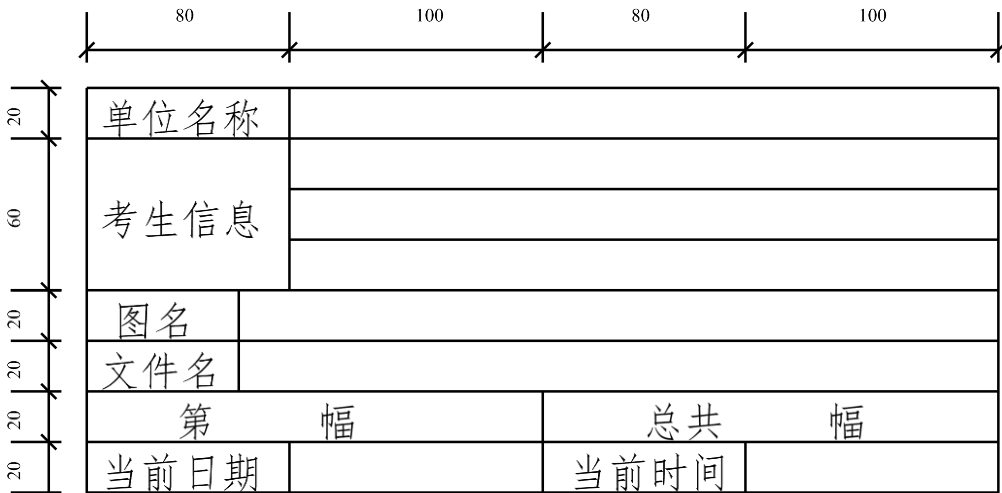 80 100 80 100
20 单位名称
60 考生信息
20 图名
20 文件名
20 第 幅 总共 幅
20 当前日期 当前时间